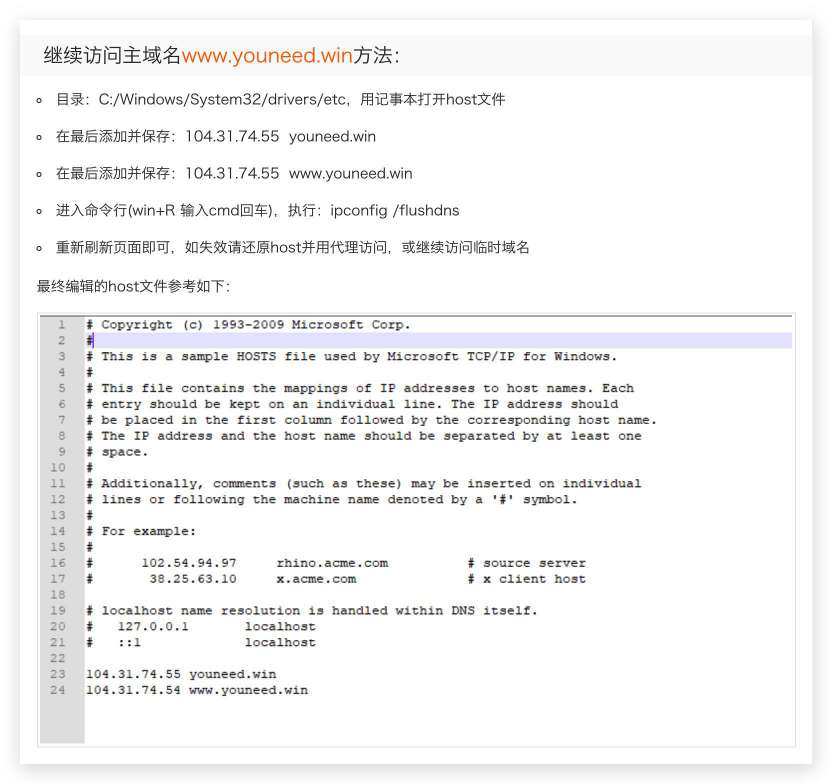 继续访问主域名www.youneed.win方法：
目录：C:/Windows/System32/drivers/etc，用记事本打开host文件
在最后添加并保存：104.31.74.55  youneed.win
在最后添加并保存：104.31.74.55  www.youneed.win
进入命令行(win+R 输入cmd回车)，执行：ipconfig /flushdns
重新刷新页面即可，如失效请还原host并用代理访问，或继续访问临时域名
最终编辑的host文件参考如下：
1 # Copyright (c) 1993-2009 Microsoft Corp.
2 #
3 # This is a sample HOSTS file used by Microsoft TCP/IP for Windows.
4 #
5 # This file contains the mappings of IP addresses to host names. Each
6 # entry should be kept on an individual line. The IP address should
7 # be placed in the first column followed by the corresponding host name.
8 # The IP address and the host name should be separated by at least one
9 # space.
10 #
11 # Additionally, comments (such as these) may be inserted on individual
12 # lines or following the machine name denoted by a '#' symbol.
13 #
14 # For example:
15 #
16 #      102.54.94.97     rhino.acme.com          # source server
17 #       38.25.63.10     x.acme.com              # x client host
18
19 # localhost name resolution is handled within DNS itself.
20 #   127.0.0.1       localhost
21 #   ::1             localhost
22
23 104.31.74.55 youneed.win
24 104.31.74.54 www.youneed.win